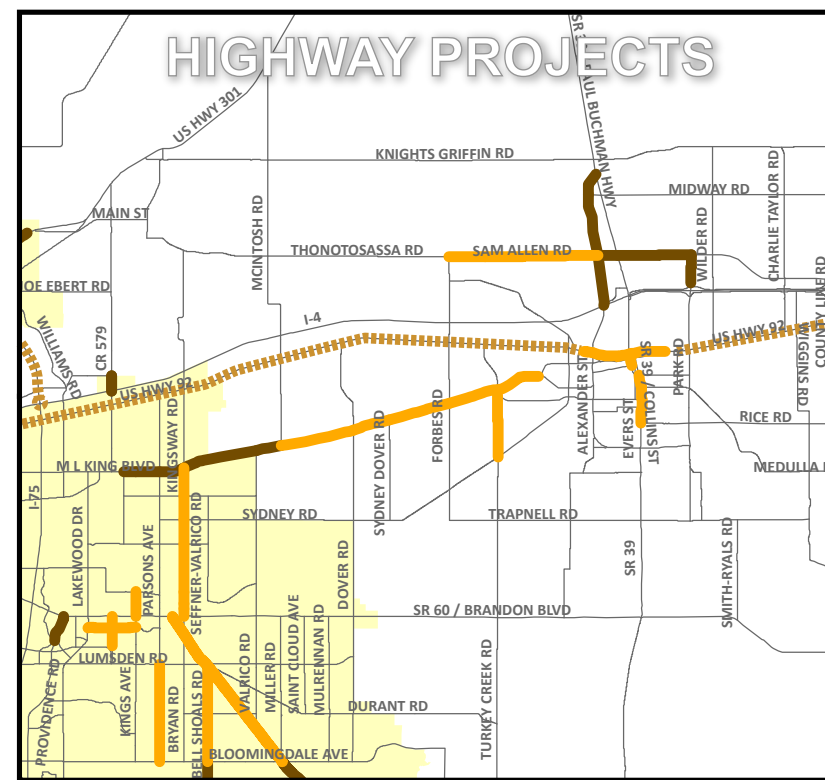 HIGHWAY PROJECTS
US HWY 301
KNIGHTS GRIFFIN RD
MIDWAY RD
CHARLIE TAYLOR RD
MAIN ST
MCINTOSH RD
WILDER RD
THONOTOSASSA RD
SAM ALLEN RD
COUNTY LINE RD
I-4
WILLIAMS RD
CR 579
US HWY 92
US HWY 92
WIGGINS RD
PARK RD
SR 39 / COLLINS ST
ALEXANDER ST
EVERS ST
KINGSWAY RD
FORBES RD
SYDNEY DOVER RD
RICE RD
M L KING BLVD
MEDULLA
I-75
SYDNEY RD
TRAPNELL RD
SEFFNER-VALRICO RD
LAKEWOOD DR
PARSONS AVE
DOVER RD
SR 39
SMITH-RYALS RD
SR 60 / BRANDON BLVD
LUMSDEN RD
PROVIDENCE RD
KINGS AVE
BRYAN RD
BELL SHOALS RD
VALRICO RD
MILLER RD
SAINT CLOUD AVE
MULRENNAN RD
TURKEY CREEK RD
DURANT RD
BLOOMINGDALE AVE
BUCHMAN HWY
EBERT RD